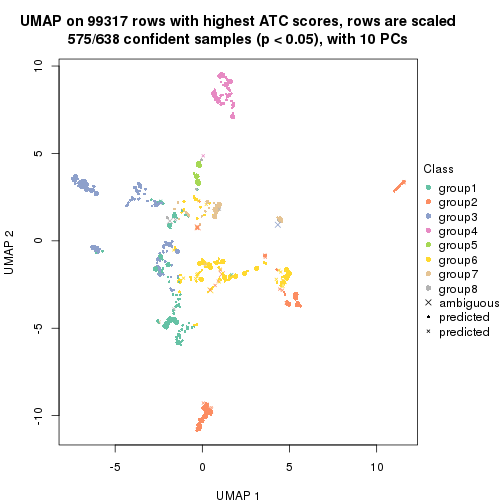 UMAP on 99317 rows with highest ATC scores, rows are scaled
575/638 confident samples (p < 0.05), with 10 PCs
10
5
0
-5
-10
UMAP 2
-5
0
5
10
UMAP 1
Class
group1
group2
group3
group4
group5
group6
group7
group8
ambiguous
predicted
predicted